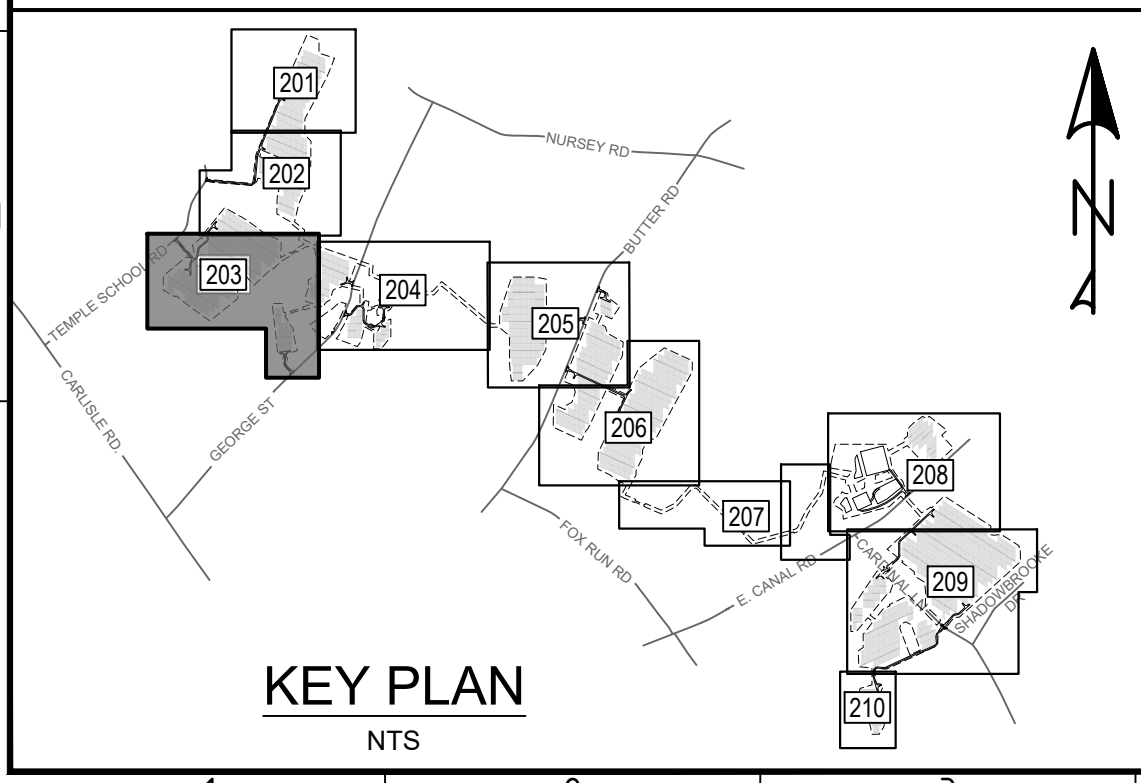 201
NURSEY RD
202
BUTTER RD
TEMPLE SCHOOL RD
203
204
205
CARLISLE RD.
GEORGE ST
206
208
207
FOX RUN RD
E. CANAL RD
CARDINAL LN
209
SHADOWBROOKE
DR
210
N
KEY PLAN
NTS